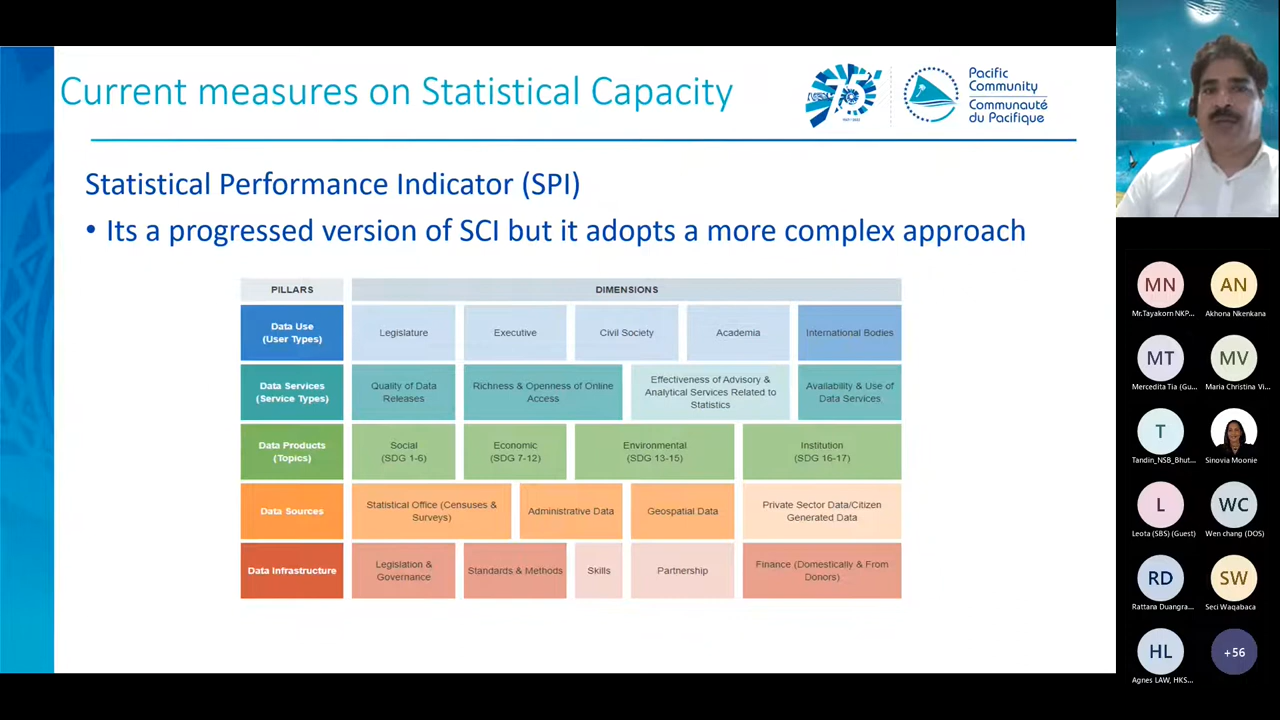 Current measures on Statistical Capacity
75
Pacific
Community
Communauté
du Pacifique
Statistical Performance Indicator (SPI)
• Its a progressed version of SCI but it adopts a more complex approach
PILLARS
DIMENSIONS
Data Use
(User Types)
Legislature
Executive
Civil Society
Academia
International Bodies
Data Services
(Service Types)
Quality of Data
Releases
Richness & Openness of Online
Access
Effectiveness of Advisory &
Analytical Services Related to
Statistics
Availability & Use of
Data Services
Data Products
(Topics)
Social
(SDG 1-6)
Economic
(SDG 7-12)
Environmental
(SDG 13-15)
Institution
(SDG 16-17)
Data Sources
Statistical Office (Censuses &
Surveys)
Administrative Data
Geospatial Data
Private Sector Data/Citizen
Generated Data
Data Infrastructure
Legislation &
Governance
Standards & Methods
Skills
Partnership
Finance (Domestically & From
Donors)
MN
Mr.Tayakorn NKP...
AN
Akhona Nkenkana
MT
Mercedita Tia (Gu...
MV
Maria Christina Vi...
T
Tandin_NSB_Bhut...
Sinovia Moonie
L
Leota (SBS) (Guest)
WC
Wen chang (DOS)
RD
Rattana Duangra...
SW
Seci Waqabaca
HL
Agnes LAW, HKS...
+56